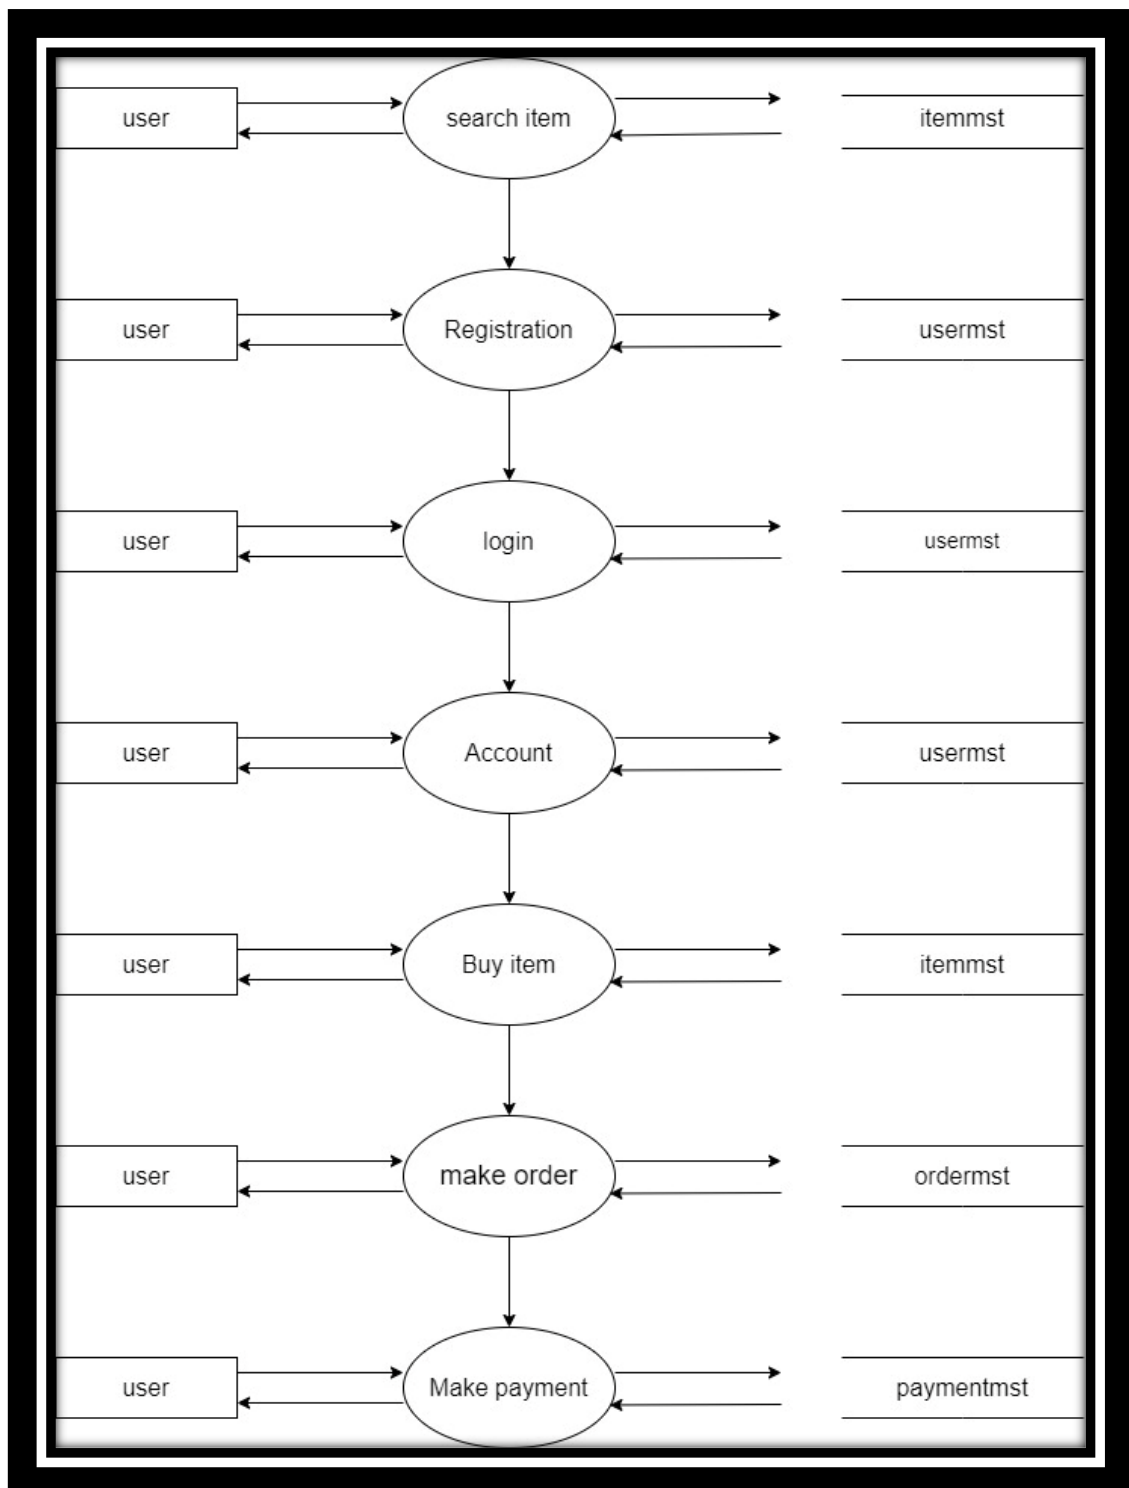 user
search item
itemmst
user
Registration
usermst
user
login
usermst
user
Account
usermst
user
Buy item
itemmst
user
make order
ordermst
user
Make payment
paymentmst